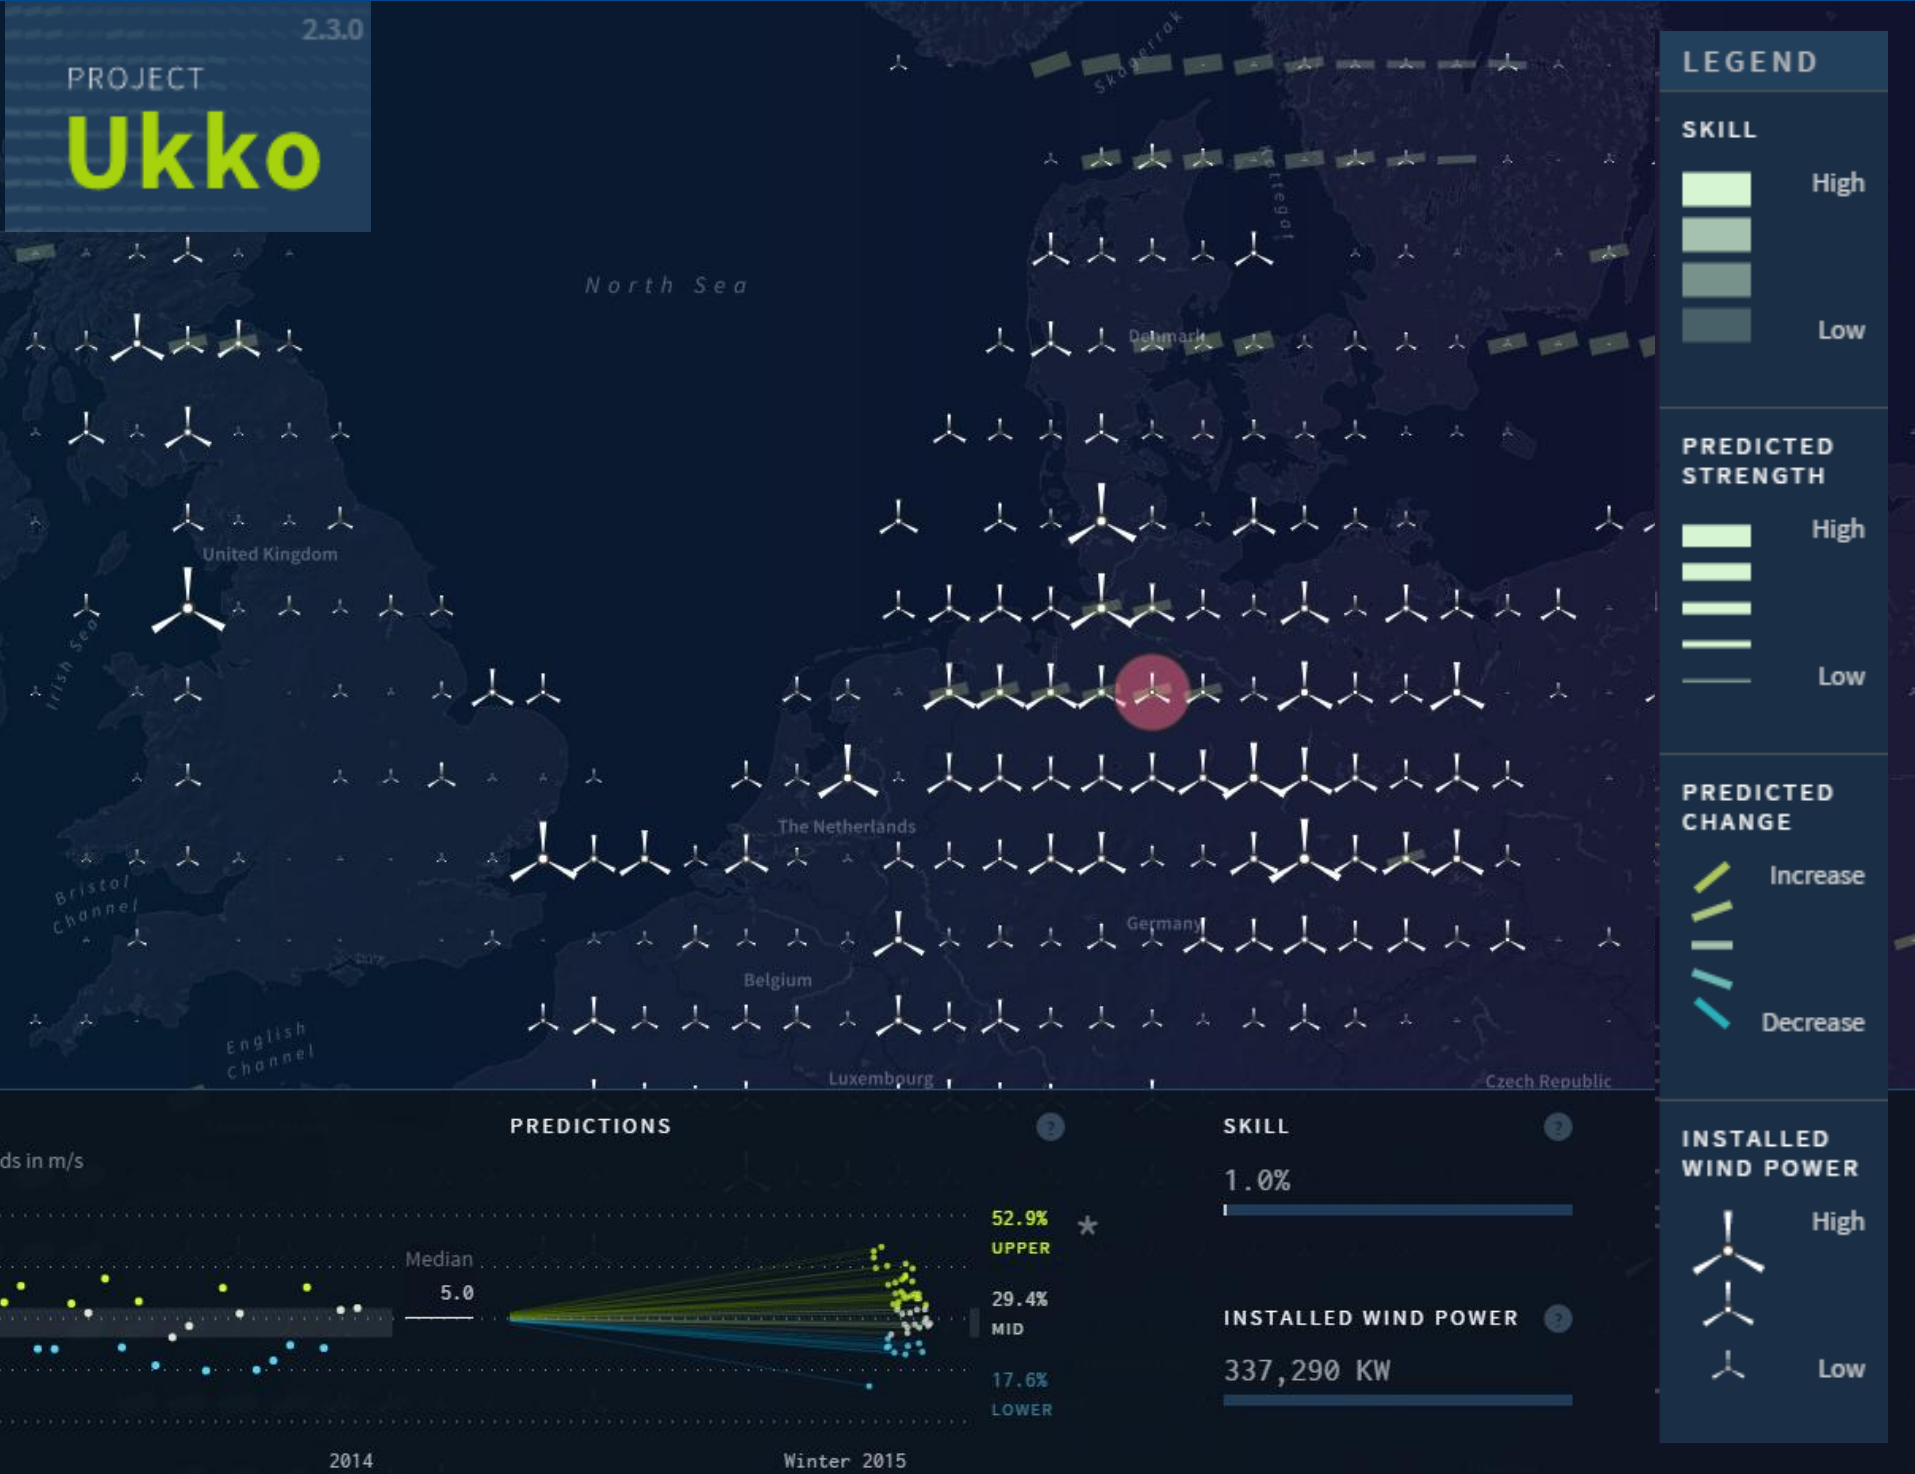 2.3.0
PROJECT
Ukko
Skagerrak
Kattegat
North Sea
Denmark
United Kingdom
Irish Sea
The Netherlands
Bristol
Channel
Germany
Belgium
English
Channel
Luxembourg
Czech Republic
LEGEND
SKILL
High
Low
PREDICTED
STRENGTH
High
Low
PREDICTED
CHANGE
Increase
Decrease
INSTALLED
WIND POWER
High
Low
ds in m/s
Median
5.0
2014
PREDICTIONS
?
52.9% *
UPPER
29.4%
MID
17.6%
LOWER
Winter 2015
SKILL ?
1.0%
INSTALLED WIND POWER ?
337,290 KW